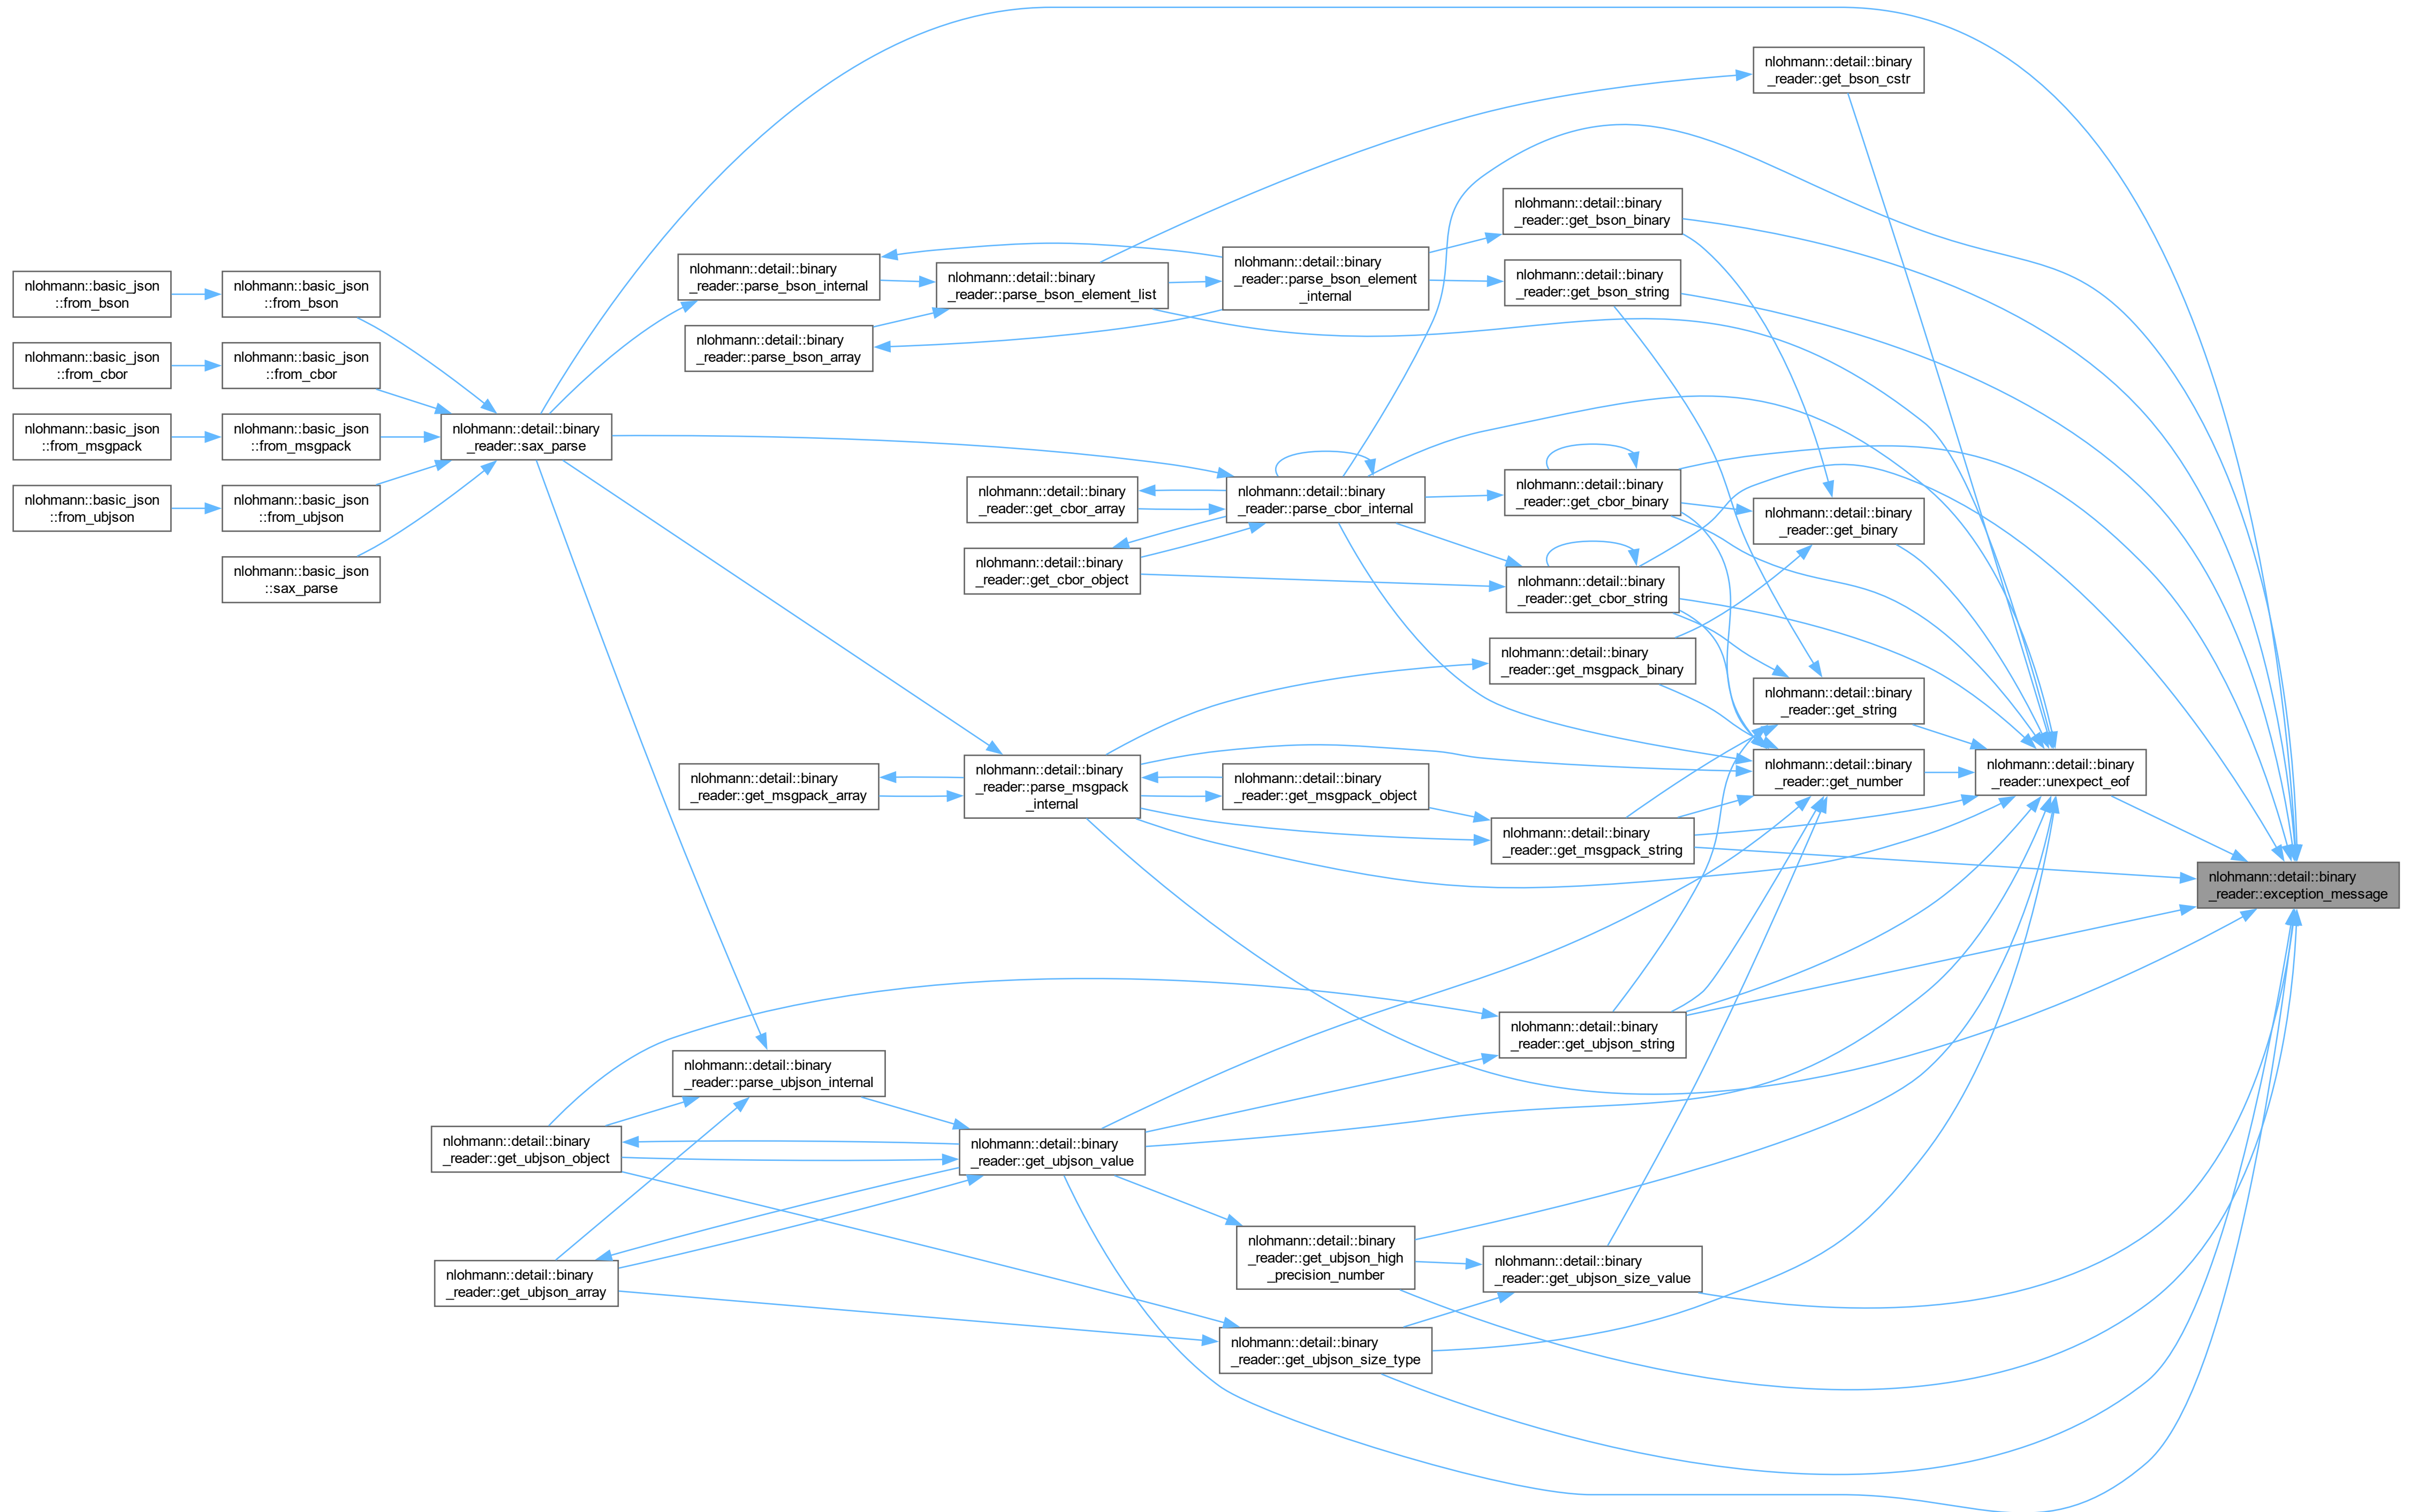 nlohmann::detail::binary
_reader::get_bson_cstr
nlohmann::detail::binary
_reader::get_bson_binary
nlohmann::detail::binary
_reader::parse_bson_internal
nlohmann::detail::binary
_reader::parse_bson_element_list
nlohmann::detail::binary
_reader::parse_bson_element
_internal
nlohmann::detail::binary
_reader::get_bson_string
nlohmann::basic_json
::from_bson
nlohmann::basic_json
::from_bson
nlohmann::detail::binary
_reader::parse_bson_array
nlohmann::basic_json
::from_cbor
nlohmann::basic_json
::from_cbor
nlohmann::basic_json
::from_msgpack
nlohmann::basic_json
::from_msgpack
nlohmann::detail::binary
_reader::sax_parse
nlohmann::basic_json
::from_ubjson
nlohmann::basic_json
::from_ubjson
nlohmann::detail::binary
_reader::get_cbor_array
nlohmann::detail::binary
_reader::parse_cbor_internal
nlohmann::detail::binary
_reader::get_cbor_binary
nlohmann::detail::binary
_reader::get_binary
nlohmann::basic_json
::sax_parse
nlohmann::detail::binary
_reader::get_cbor_object
nlohmann::detail::binary
_reader::get_cbor_string
nlohmann::detail::binary
_reader::get_msgpack_binary
nlohmann::detail::binary
_reader::get_string
nlohmann::detail::binary
_reader::get_msgpack_array
nlohmann::detail::binary
_reader::parse_msgpack
_internal
nlohmann::detail::binary
_reader::get_msgpack_object
nlohmann::detail::binary
_reader::get_number
nlohmann::detail::binary
_reader::unexpect_eof
nlohmann::detail::binary
_reader::get_msgpack_string
nlohmann::detail::binary
_reader::exception_message
nlohmann::detail::binary
_reader::get_ubjson_string
nlohmann::detail::binary
_reader::parse_ubjson_internal
nlohmann::detail::binary
_reader::get_ubjson_object
nlohmann::detail::binary
_reader::get_ubjson_value
nlohmann::detail::binary
_reader::get_ubjson_high
_precision_number
nlohmann::detail::binary
_reader::get_ubjson_size_value
nlohmann::detail::binary
_reader::get_ubjson_array
nlohmann::detail::binary
_reader::get_ubjson_size_type